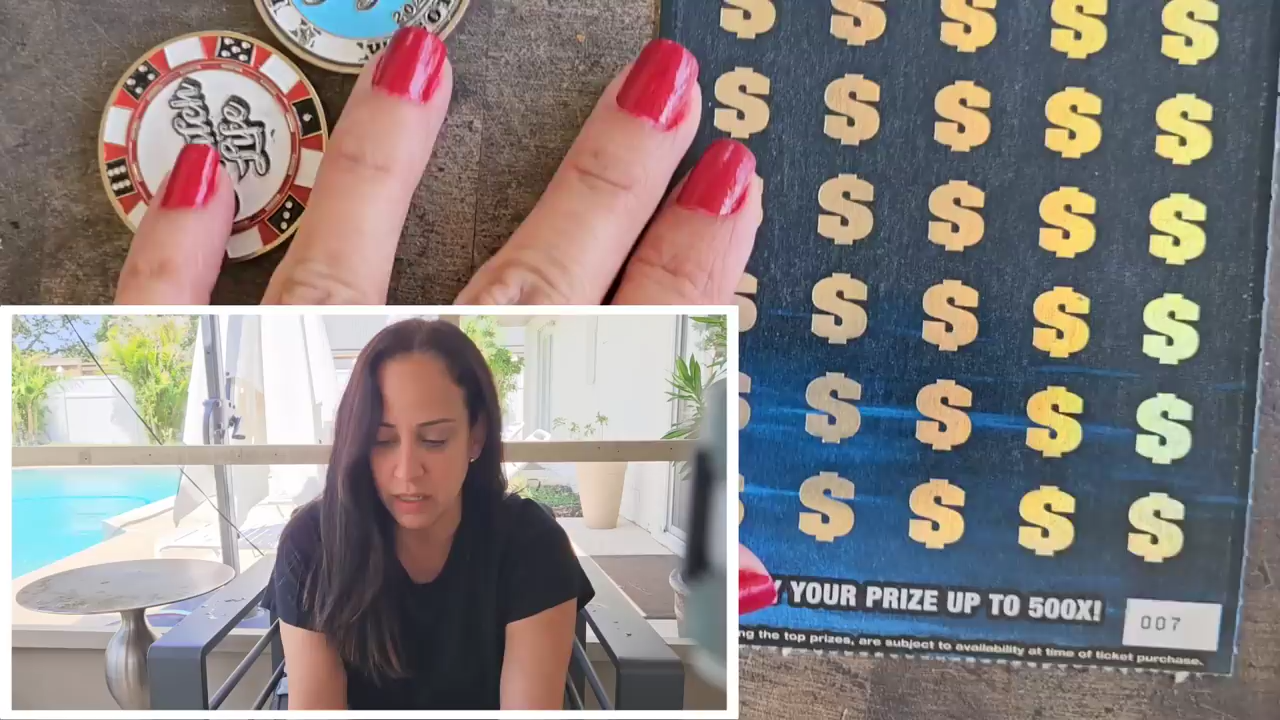 202
Y YOUR PRIZE UP TO 500X!
007
ng the top prizes, are subject to availability at time of ticket purchase.